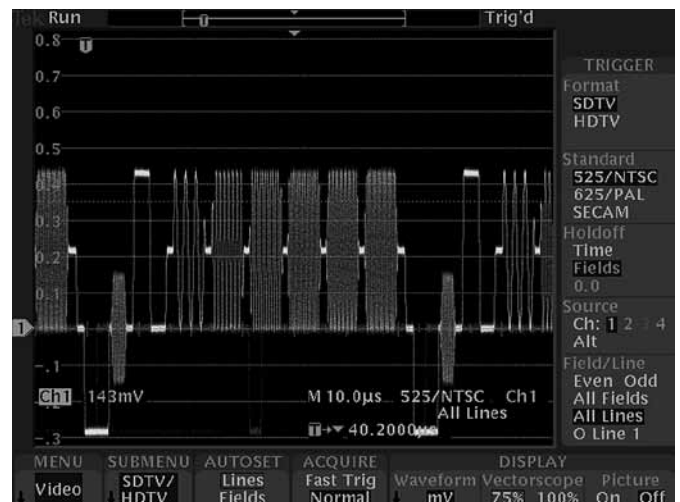 Tek Run
Trig'd
0.8
0.7
0.6
0.5
0.4
0.3
0.2
0.1
-.1
-.2
-.3
T
1
Ch1 143mV
M 10.0µs 525/NTSC Ch1
All Lines
T→▼ 40.2000µs
TRIGGER
Format
SDTV
HDTV
Standard
525/NTSC
625/PAL
SECAM
Holdoff
Time
Fields
0.0
Source
Ch: 1 2 3 4
Alt
Field/Line
Even Odd
All Fields
All Lines
O Line 1
MENU SUBMENU AUTOSET ACQUIRE DISPLAY
Video SDTV/ HDTV Lines Fields Fast Trig Normal Waveform mV Vectorscope 75% 100% Picture On Off